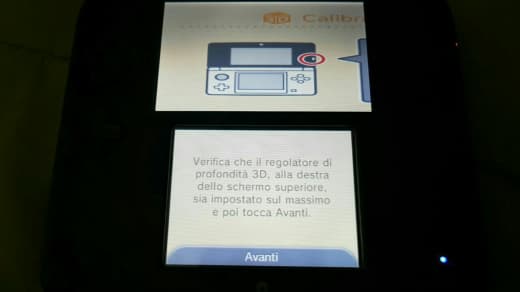 3D Calibr
Verifica che il regolatore di
profondità 3D, alla destra
dello schermo superiore,
sia impostato sul massimo
e poi tocca Avanti.
Avanti